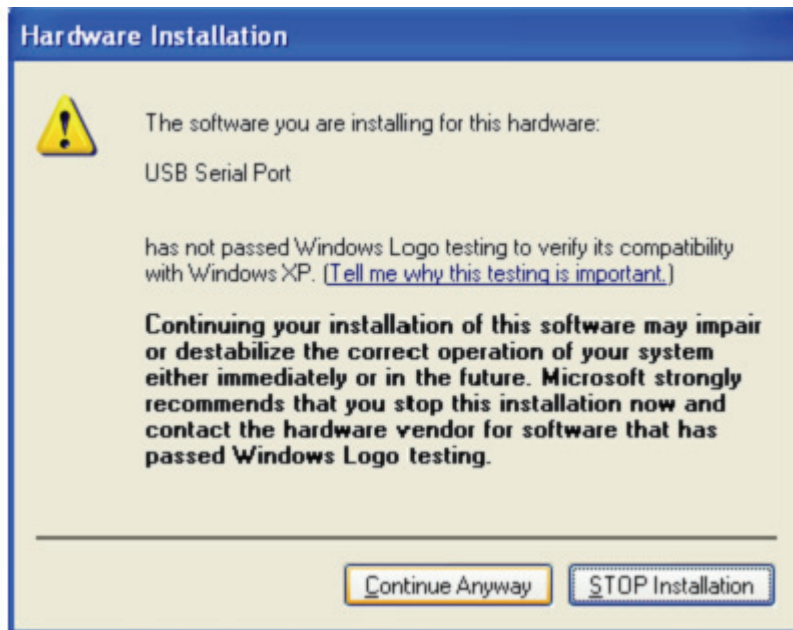 Hardware Installation
The software you are installing for this hardware:
USB Serial Port
has not passed Windows Logo testing to verify its compatibility
with Windows XP. (Tell me why this testing is important.)
Continuing your installation of this software may impair
or destabilize the correct operation of your system
either immediately or in the future. Microsoft strongly
recommends that you stop this installation now and
contact the hardware vendor for software that has
passed Windows Logo testing.
Continue Anyway
STOP Installation